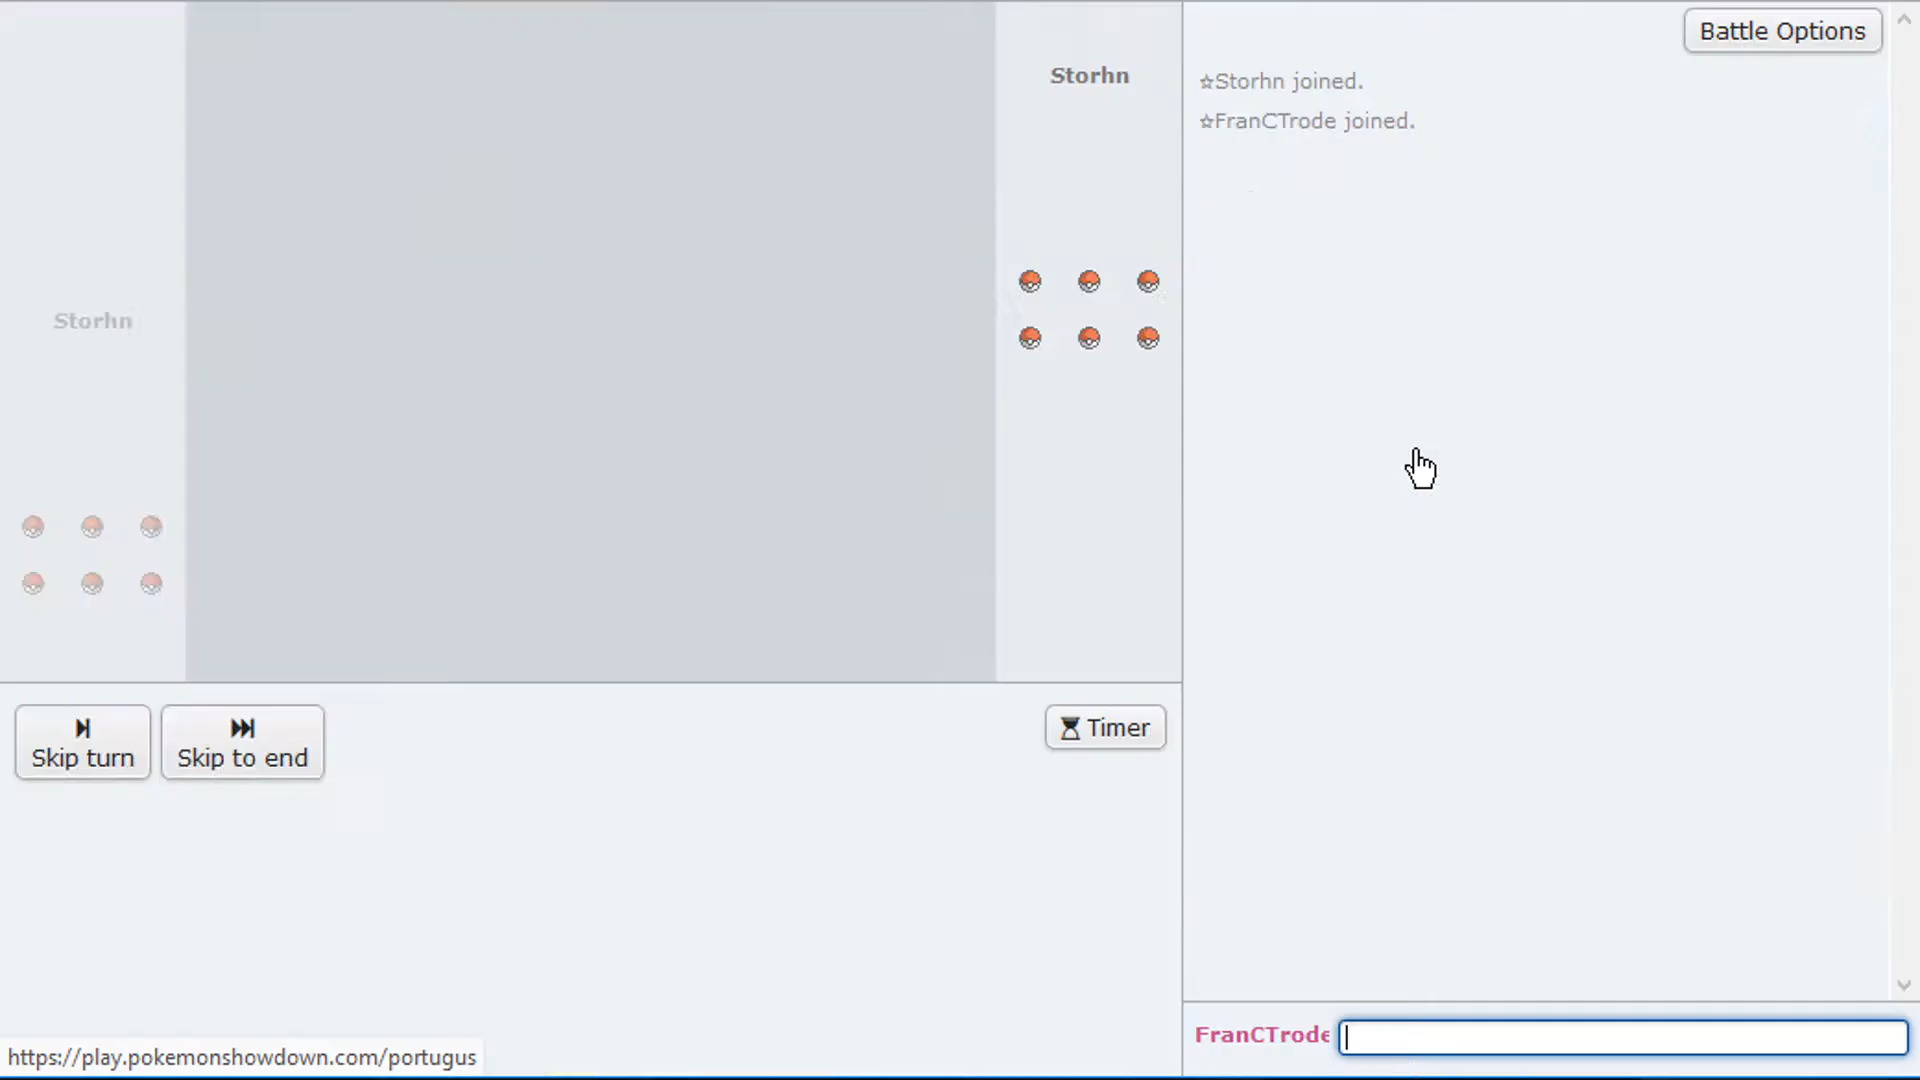 Battle Options
Storhn
☆Storhn joined.
☆FranCTrode joined.
Storhn
Skip turn
Skip to end
Timer
FranCTrode
https://play.pokemonshowdown.com/portugus